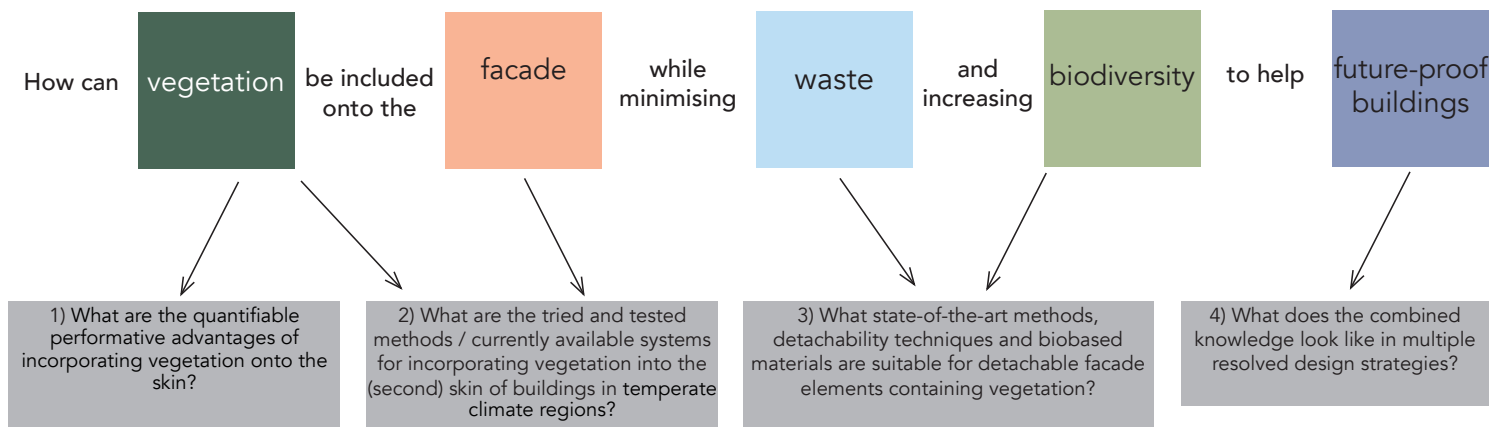 How can
vegetation
be included
onto the
facade
while
minimising
waste
and
increasing
biodiversity
to help
future-proof
buildings
1) What are the quantifiable
performative advantages of
incorporating vegetation onto the
skin?
2) What are the tried and tested
methods / currently available systems
for incorporating vegetation into the
(second) skin of buildings in temperate
climate regions?
3) What state-of-the-art methods,
detachability techniques and biobased
materials are suitable for detachable facade
elements containing vegetation?
4) What does the combined
knowledge look like in multiple
resolved design strategies?